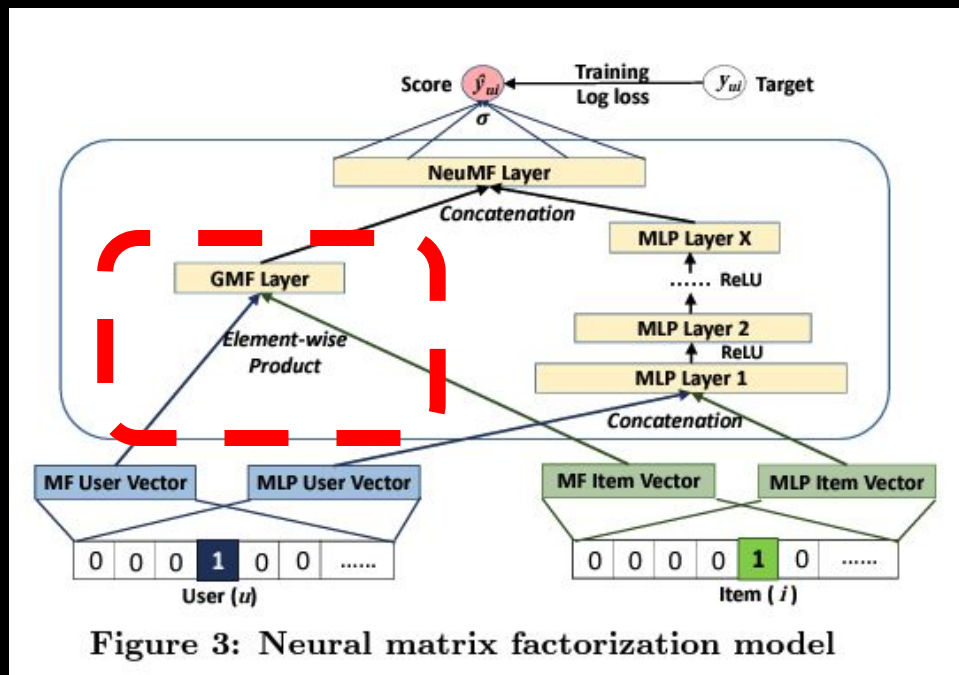 Score ŷui Training yui Target
Log loss
σ
NeuMF Layer
Concatenation
MLP Layer X
GMF Layer
...... ReLU
Element-wise
Product
MLP Layer 2
ReLU
MLP Layer 1
Concatenation
MF User Vector MLP User Vector MF Item Vector MLP Item Vector
0 0 0 1 0 0 ...... 0 0 0 0 1 0 ......
User (u) Item ( i )
Figure 3: Neural matrix factorization model